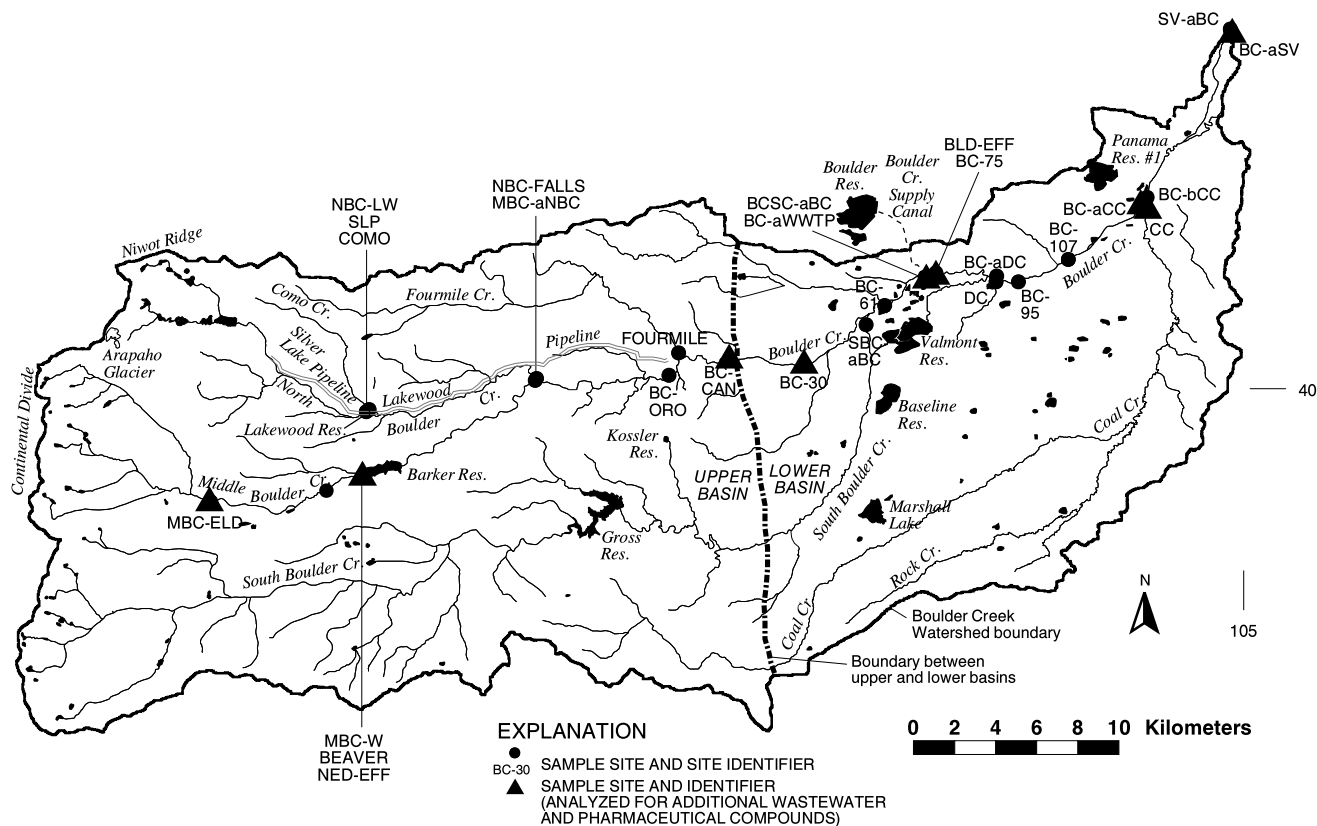 SV-aBC
BC-aSV
Panama
Res. #1
BLD-EFF
BC-75
Boulder
Res.
Boulder
Cr.
Supply
Canal
NBC-FALLS
MBC-aNBC
NBC-LW
SLP
COMO
BCSC-aBC
BC-aWWTP
BC-bCC
BC-aCC
CC
BC-
107
Boulder Cr.
Niwot Ridge
Como Cr.
Fourmile Cr.
BC-aDC
DC
BC-
95
BC-
61
Silver
Lake Pipeline
Pipeline
FOURMILE
Boulder Cr.
SBC-
aBC
Valmont
Res.
Arapaho
Glacier
BC-
CAN
BC-30
North
Lakewood
Cr.
BC-
ORO
40
Continental Divide
Lakewood Res.
Boulder
Baseline
Res.
Coal Cr.
Kossler
Res.
Middle
Boulder
Cr.
Barker Res.
UPPER
BASIN
LOWER
BASIN
South Boulder Cr.
MBC-ELD
Marshall
Lake
Gross
Res.
South Boulder Cr.
Rock Cr.
N
Coal Cr.
Boulder Creek
Watershed boundary
105
Boundary between
upper and lower basins
MBC-W
BEAVER
NED-EFF
EXPLANATION
BC-30
SAMPLE SITE AND SITE IDENTIFIER
SAMPLE SITE AND IDENTIFIER
(ANALYZED FOR ADDITIONAL WASTEWATER
AND PHARMACEUTICAL COMPOUNDS)
0 2 4 6 8 10 Kilometers